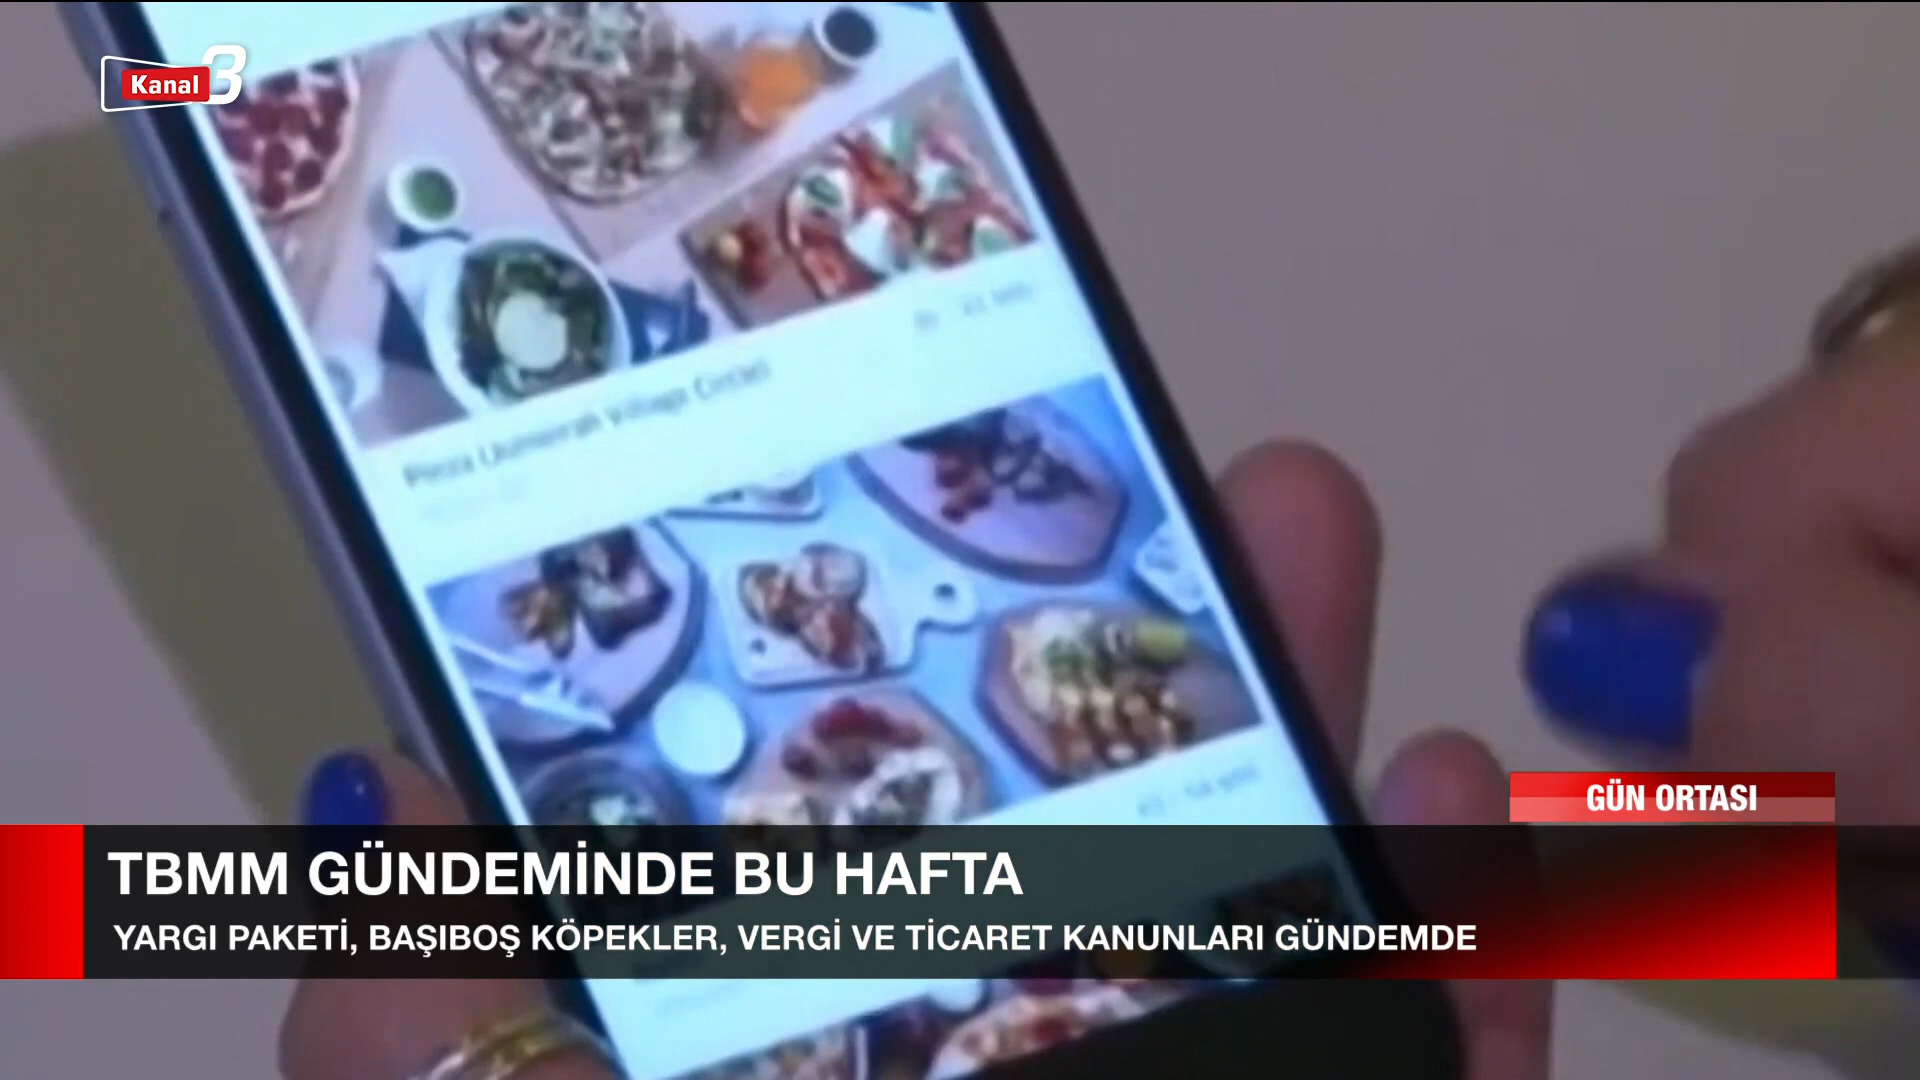 Kanal 3
Village
GÜN ORTASI
TBMM GÜNDEMİNDE BU HAFTA
YARGI PAKETİ, BAŞIBOŞ KÖPEKLER, VERGİ VE TİCARET KANUNLARI GÜNDEMDE